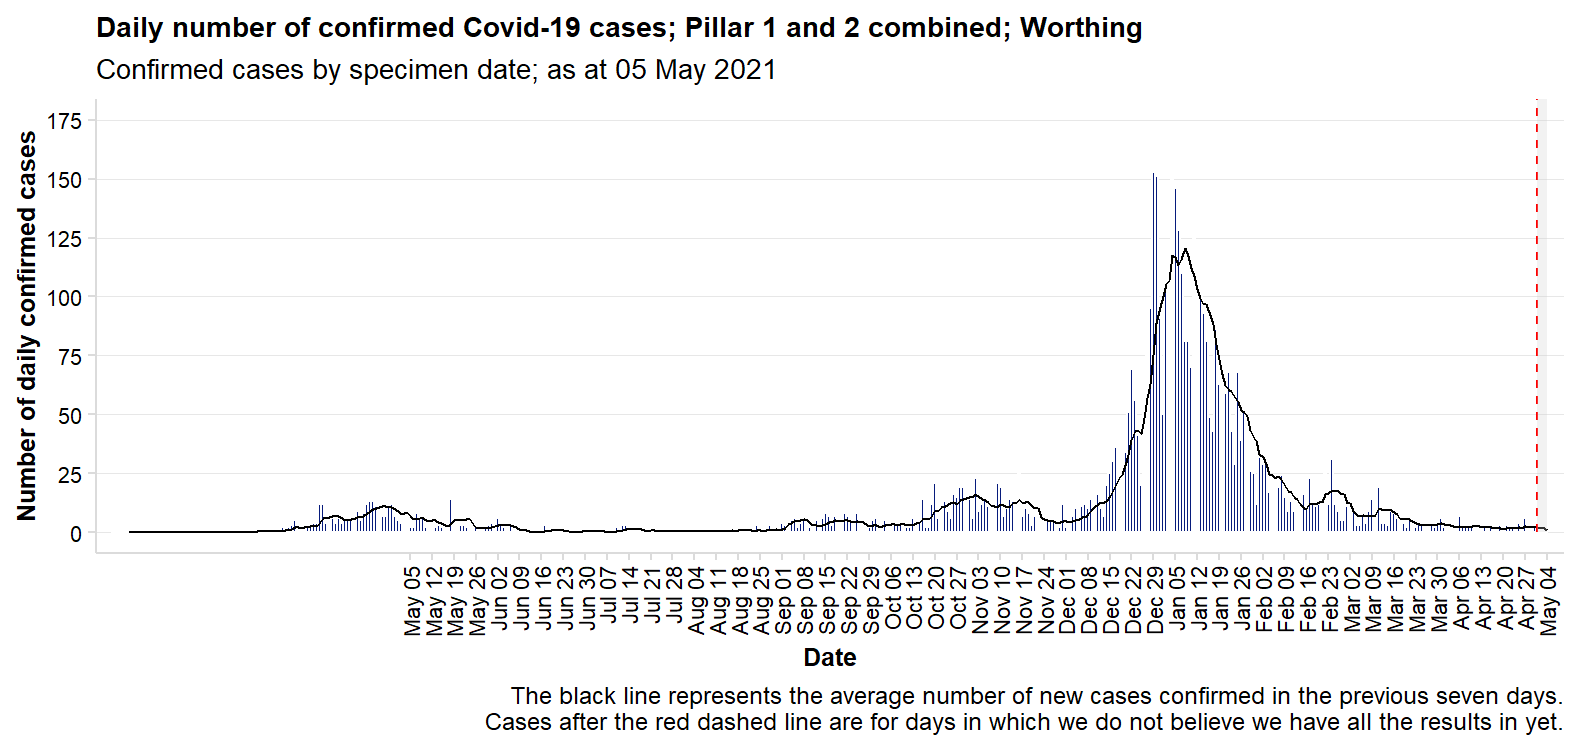 Daily number of confirmed Covid-19 cases; Pillar 1 and 2 combined; Worthing
Confirmed cases by specimen date; as at 05 May 2021
Number of daily confirmed cases
175
150
125
100
75
50
25
0
May 05
May 12
May 19
May 26
Jun 02
Jun 09
Jun 16
Jun 23
Jun 30
Jul 07
Jul 14
Jul 21
Jul 28
Aug 04
Aug 11
Aug 18
Aug 25
Sep 01
Sep 08
Sep 15
Sep 22
Sep 29
Oct 06
Oct 13
Oct 20
Oct 27
Nov 03
Nov 10
Nov 17
Nov 24
Dec 01
Dec 08
Dec 15
Dec 22
Dec 29
Jan 05
Jan 12
Jan 19
Jan 26
Feb 02
Feb 09
Feb 16
Feb 23
Mar 02
Mar 09
Mar 16
Mar 23
Mar 30
Apr 06
Apr 13
Apr 20
Apr 27
May 04
Date
The black line represents the average number of new cases confirmed in the previous seven days.
Cases after the red dashed line are for days in which we do not believe we have all the results in yet.